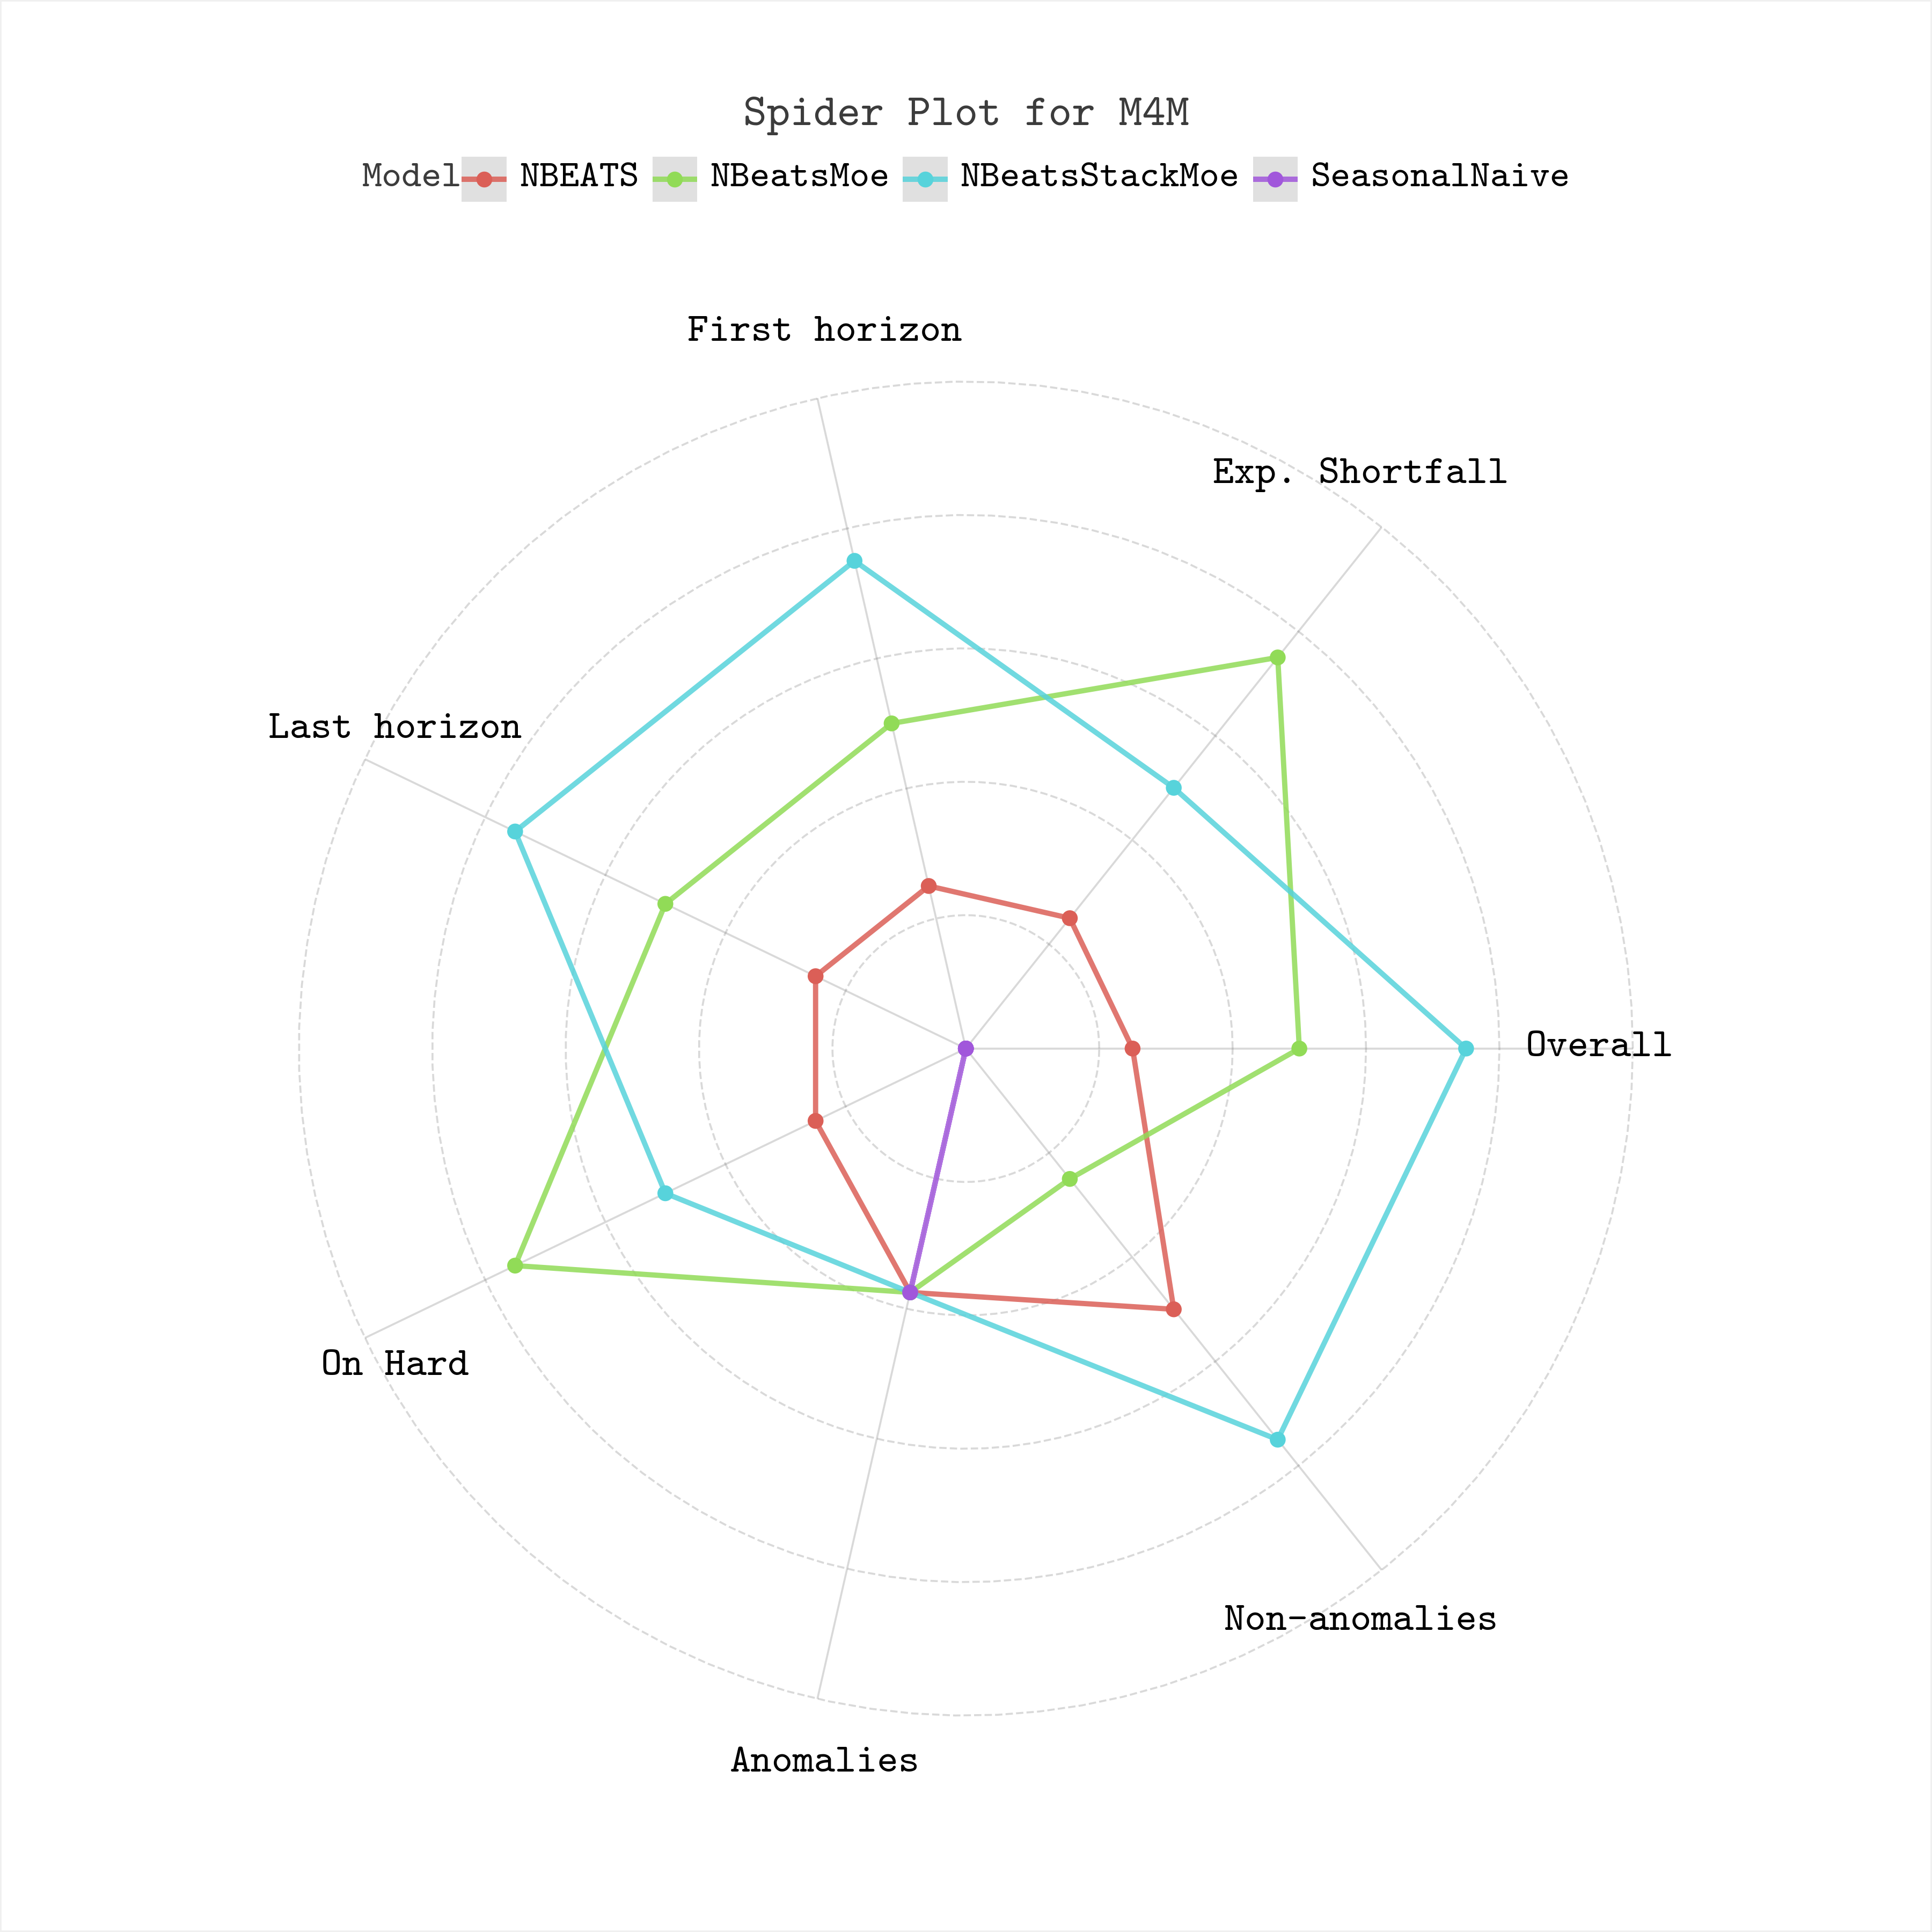 Spider Plot for M4M
Model NBEATS NBeatsMoe NBeatsStackMoe SeasonalNaive
First horizon
Exp. Shortfall
Last horizon
Overall
On Hard
Non-anomalies
Anomalies